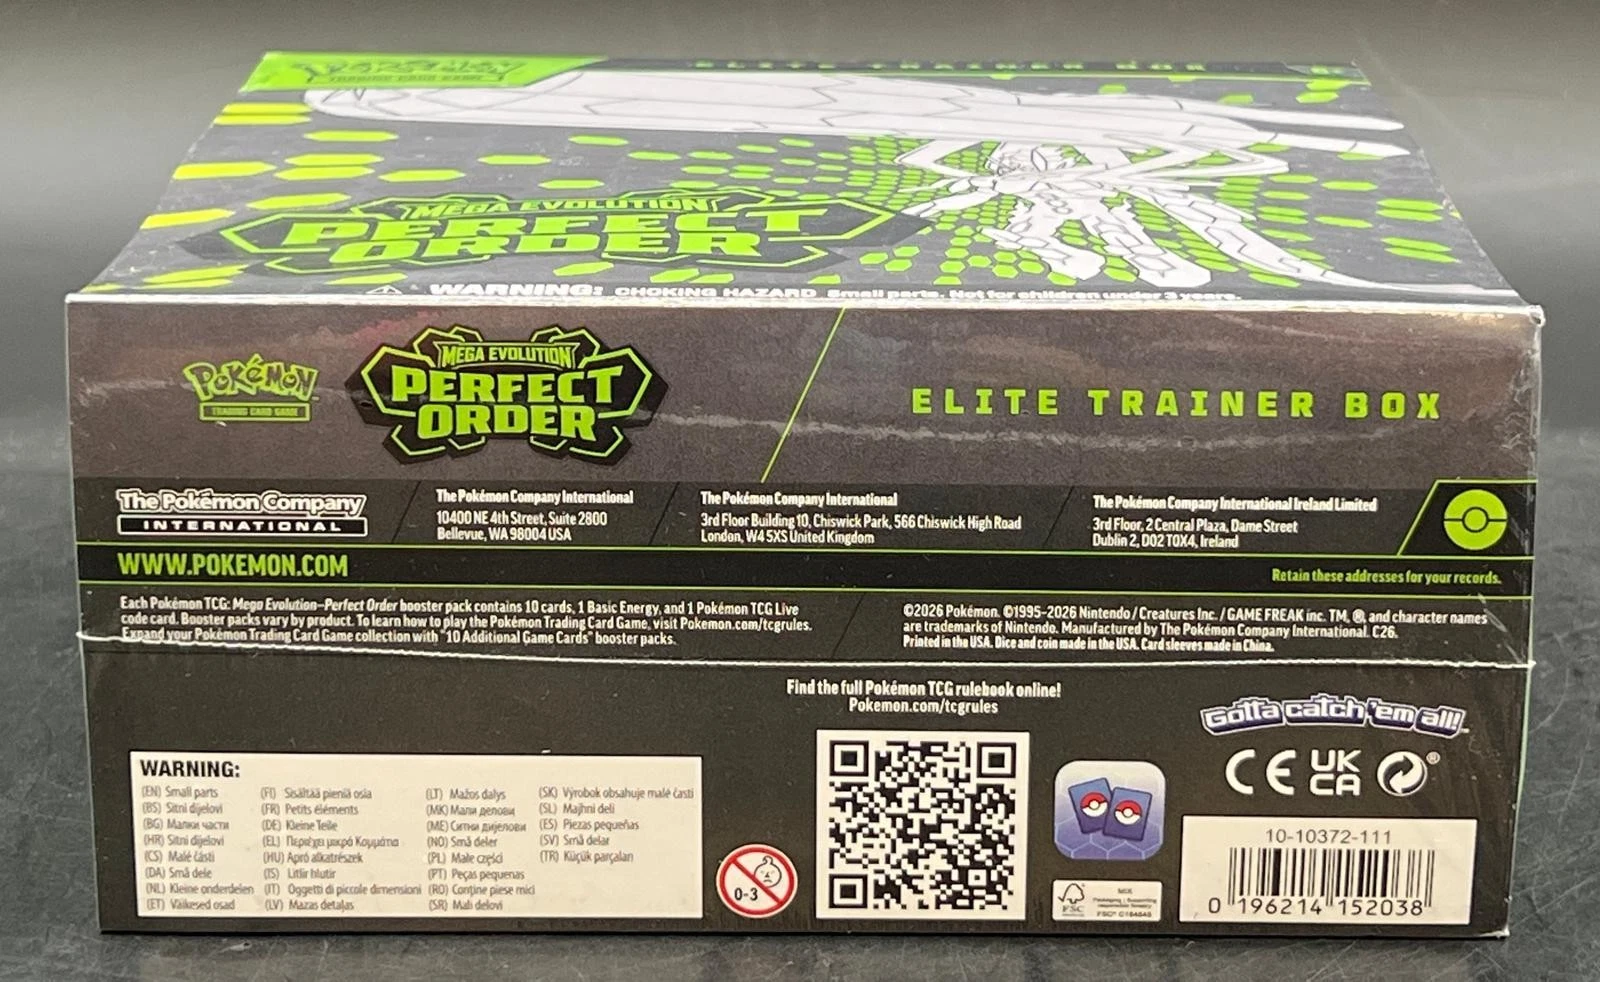 ELITE TRAINER BOX
MEGA EVOLUTION
PERFECT
ORDER
WARNING: CHOKING HAZARD Small parts. Not for children under 3 years.
Pokémon
TRADING CARD GAME
MEGA EVOLUTION
PERFECT
ORDER
ELITE TRAINER BOX
The Pokémon Company
INTERNATIONAL
The Pokémon Company International
10400 NE 4th Street, Suite 2800
Bellevue, WA 98004 USA
The Pokémon Company International
3rd Floor Building 10, Chiswick Park, 566 Chiswick High Road
London, W4 5XS United Kingdom
The Pokémon Company International Ireland Limited
3rd Floor, 2 Central Plaza, Dame Street
Dublin 2, D02 T0X4, Ireland
WWW.POKEMON.COM
Retain these addresses for your records.
Each Pokémon TCG: Mega Evolution—Perfect Order booster pack contains 10 cards, 1 Basic Energy, and 1 Pokémon TCG Live
code card. Booster packs vary by product. To learn how to play the Pokémon Trading Card Game, visit Pokemon.com/tcgrules.
Expand your Pokémon Trading Card Game collection with "10 Additional Game Cards" booster packs.
©2026 Pokémon. ©1995–2026 Nintendo / Creatures Inc. / GAME FREAK inc. TM, ®, and character names
are trademarks of Nintendo. Manufactured by The Pokémon Company International. C26.
Printed in the USA. Dice and coin made in the USA. Card sleeves made in China.
Find the full Pokémon TCG rulebook online!
Pokemon.com/tcgrules
Gotta catch 'em all!
WARNING:
(EN) Small parts
(BS) Sitni dijelovi
(BG) Малки части
(HR) Sitni dijelovi
(CS) Malé části
(DA) Små dele
(NL) Kleine onderdelen
(ET) Väikesed osad
(FI) Sisältää pieniä osia
(FR) Petits éléments
(DE) Kleine Teile
(EL) Περιέχει μικρά Κομμάτια
(HU) Apró alkatrészek
(IS) Litlir hlutir
(IT) Oggetti di piccole dimensioni
(LV) Mazas detaļas
(LT) Mažos dalys
(MK) Мали делови
(ME) Ситни дијелови
(NO) Små deler
(PL) Małe części
(PT) Peças pequenas
(RO) Conține piese mici
(SR) Mali delovi
(SK) Výrobok obsahuje malé časti
(SL) Majhni deli
(ES) Piezas pequeñas
(SV) Små delar
(TR) Küçük parçaları
0-3
CE
UK
CA
FSC
MIX
Packaging | Supporting
responsible forestry
10-10372-111
0 196214 152038